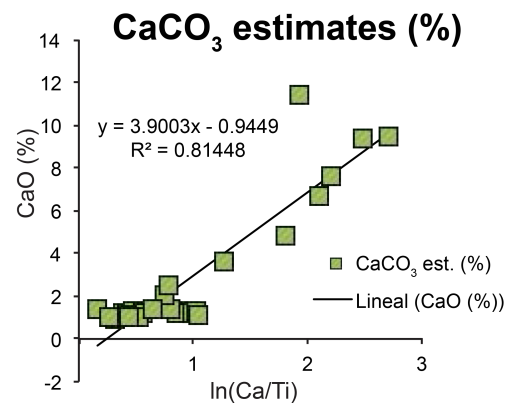 CaCO₃ estimates (%)
14
12
10
8
6
4
2
0
-2
CaO (%)
y = 3.9003x - 0.9449
R² = 0.81448
CaCO₃ est. (%)
Lineal (CaO (%))
1
2
3
ln(Ca/Ti)